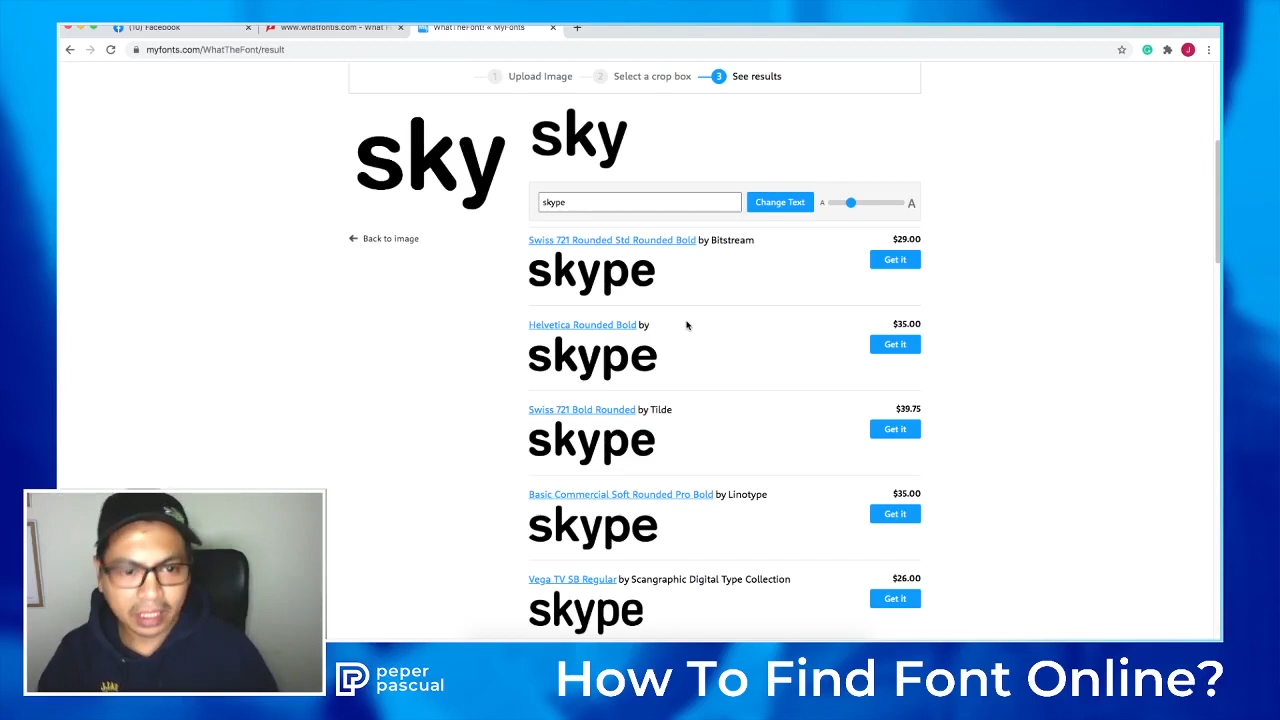 (10) Facebook
www.whatfontis.com - What T
WhatTheFont! « MyFonts
myfonts.com/WhatTheFont/result
J
1 Upload Image
2 Select a crop box
3 See results
sky
sky
skype
Change Text
A
A
Back to image
Swiss 721 Rounded Std Rounded Bold by Bitstream
$29.00
skype
Get it
Helvetica Rounded Bold by
$35.00
skype
Get it
Swiss 721 Bold Rounded by Tilde
$39.75
skype
Get it
Basic Commercial Soft Rounded Pro Bold by Linotype
$35.00
skype
Get it
Vega TV SB Regular by Scangraphic Digital Type Collection
$26.00
skype
Get it
peper
pascual
How To Find Font Online?